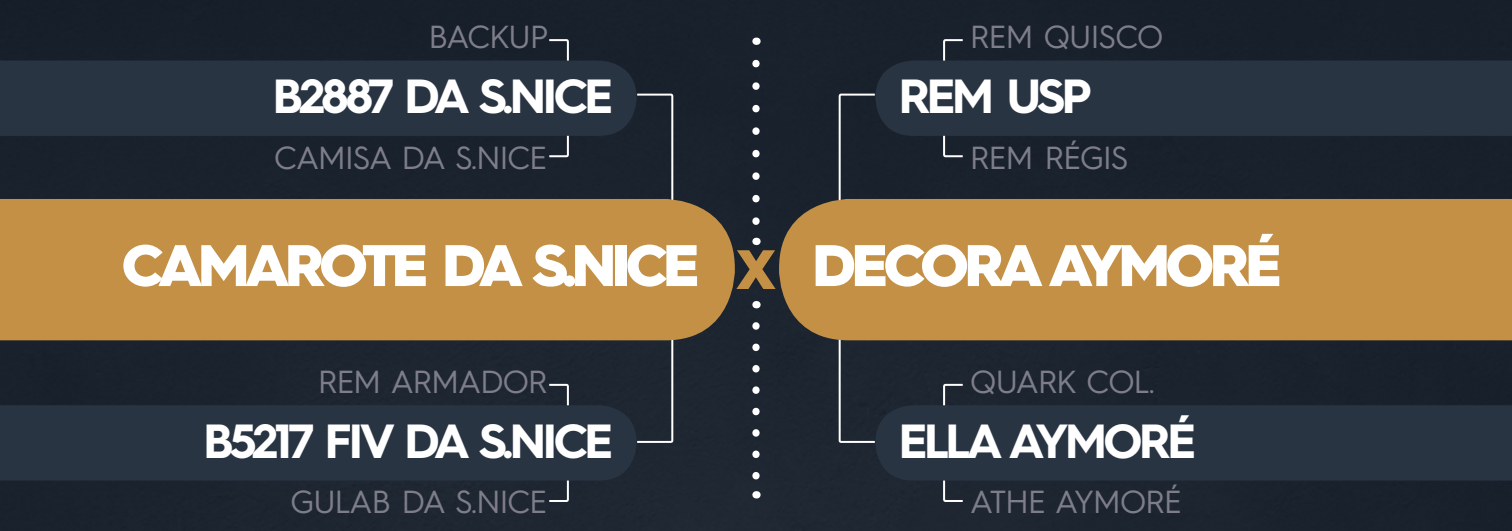 BACKUP
B2887 DA S.NICE
CAMISA DA S.NICE
CAMAROTE DA S.NICE
REM ARMADOR
B5217 FIV DA S.NICE
GULAB DA S.NICE
X
REM QUISCO
REM USP
REM RÉGIS
DECORA AYMORÉ
QUARK COL.
ELLA AYMORÉ
ATHE AYMORÉ